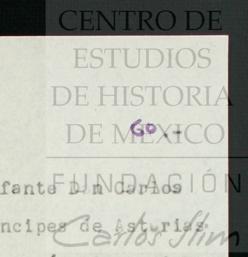 CENTRO DE
ESTUDIOS
DE HISTORIA
DE MÉXICO
60.-
FUNDACIÓN
fante D.n Carlos
ncipes de Asturias
Carlos Slim